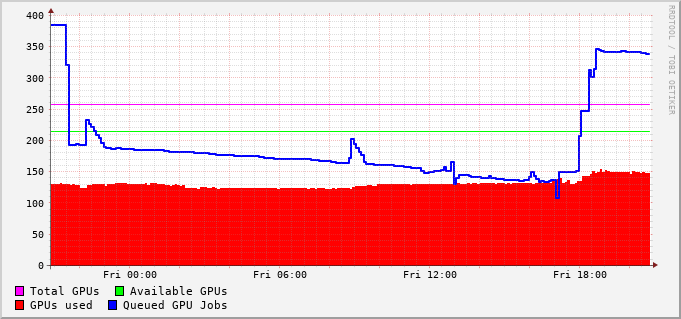 400
350
300
250
200
150
100
50
0
Fri 00:00 Fri 06:00 Fri 12:00 Fri 18:00
Total GPUs Available GPUs
GPUs used Queued GPU Jobs
RRDTOOL / TOBI OETIKER